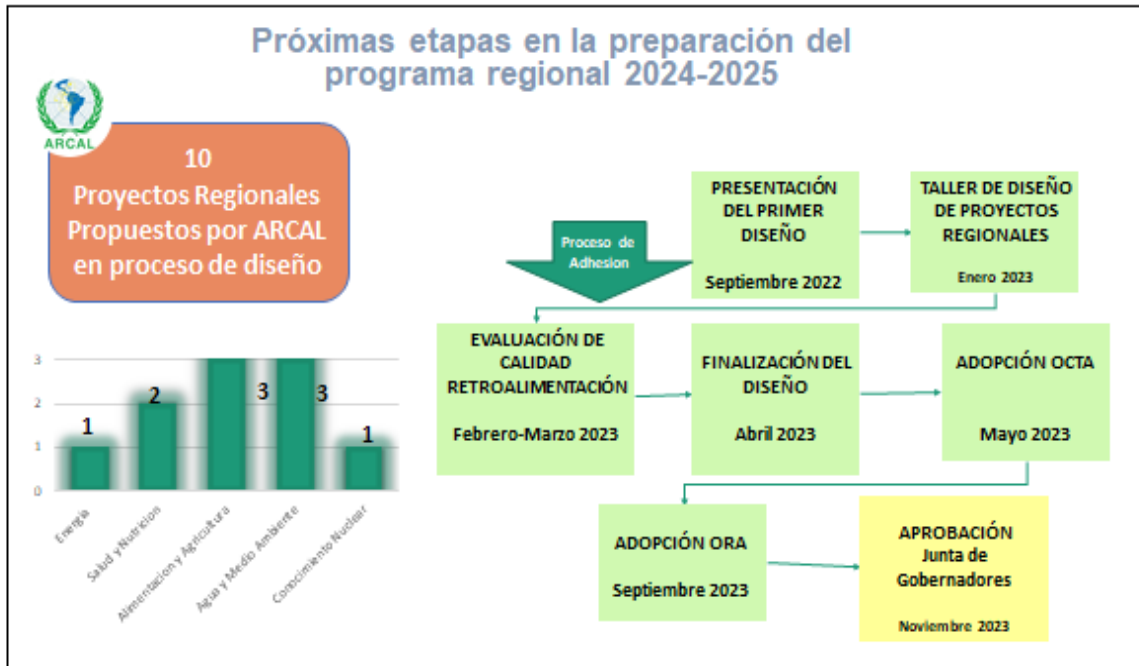 Próximas etapas en la preparación del
programa regional 2024-2025
ARCAL
10
Proyectos Regionales
Propuestos por ARCAL
en proceso de diseño
Proceso de
Adhesion
PRESENTACIÓN
DEL PRIMER
DISEÑO
Septiembre 2022
TALLER DE DISEÑO
DE PROYECTOS
REGIONALES
Enero 2023
EVALUACIÓN DE
CALIDAD
RETROALIMENTACIÓN
Febrero-Marzo 2023
FINALIZACIÓN DEL
DISEÑO
Abril 2023
ADOPCIÓN OCTA
Mayo 2023
ADOPCIÓN ORA
Septiembre 2023
APROBACIÓN
Junta de
Gobernadores
Noviembre 2023
3
2
1
0
1
2
3
3
1
Energía
Salud y Nutricion
Alimentacion y Agricultura
Agua y Medio Ambiente
Conocimiento Nuclear